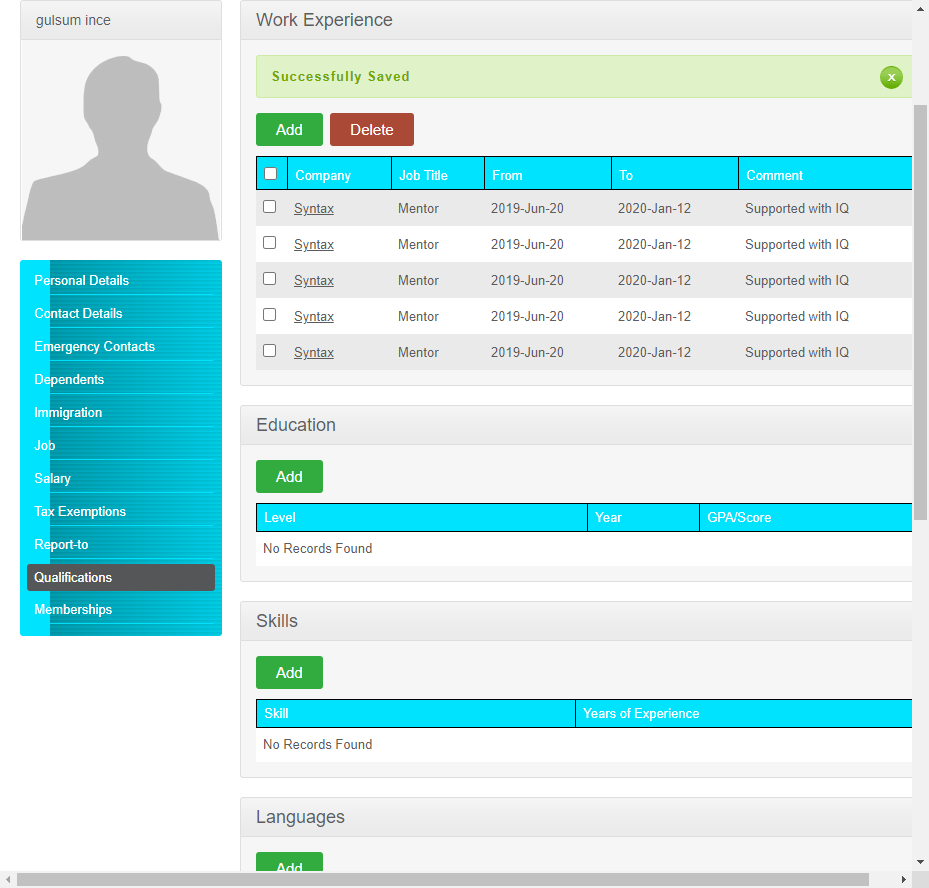 gulsum ince
Personal Details
Contact Details
Emergency Contacts
Dependents
Immigration
Job
Salary
Tax Exemptions
Report-to
Qualifications
Memberships
Work Experience
Successfully Saved
Add Delete
Company Job Title From To Comment
Syntax Mentor 2019-Jun-20 2020-Jan-12 Supported with IQ
Syntax Mentor 2019-Jun-20 2020-Jan-12 Supported with IQ
Syntax Mentor 2019-Jun-20 2020-Jan-12 Supported with IQ
Syntax Mentor 2019-Jun-20 2020-Jan-12 Supported with IQ
Syntax Mentor 2019-Jun-20 2020-Jan-12 Supported with IQ
Education
Add
Level Year GPA/Score
No Records Found
Skills
Add
Skill Years of Experience
No Records Found
Languages
Add